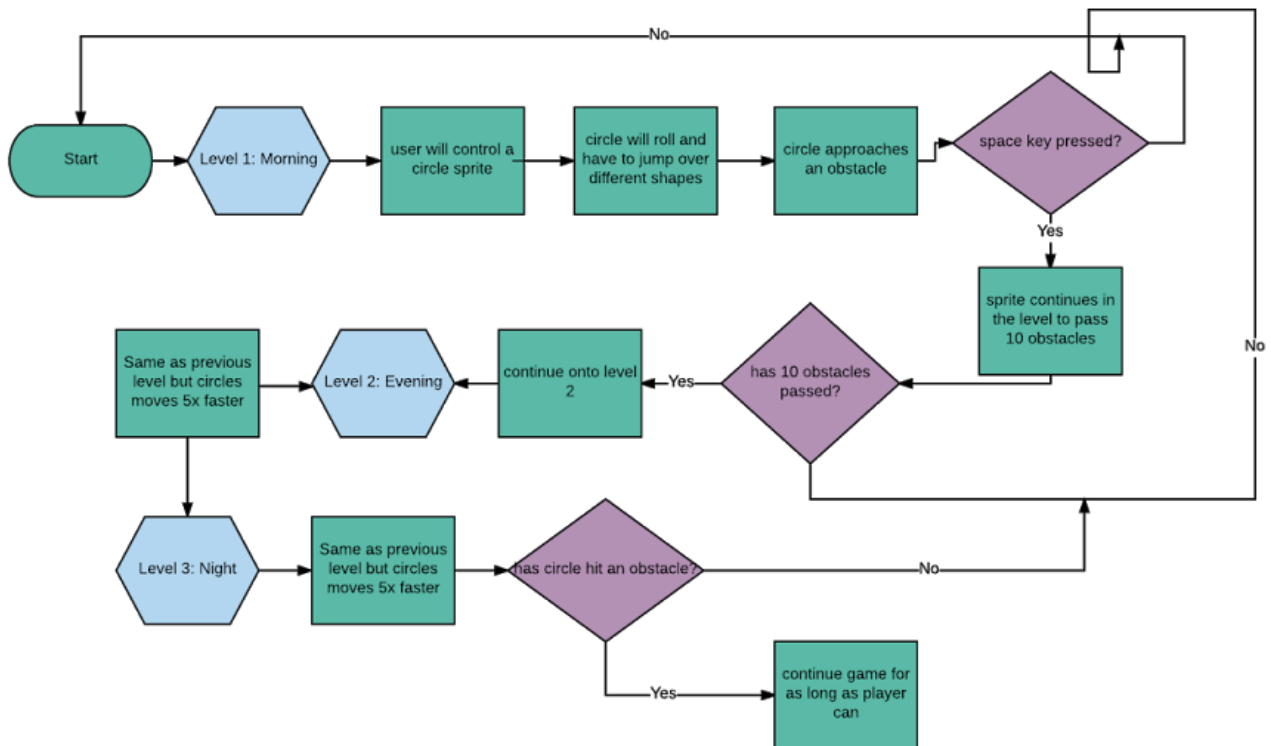 No
Start
Level 1: Morning
user will control a
circle sprite
circle will roll and
have to jump over
different shapes
circle approaches
an obstacle
space key pressed?
Yes
sprite continues in
the level to pass
10 obstacles
No
has 10 obstacles
passed?
Yes
continue onto level
2
Level 2: Evening
Same as previous
level but circles
moves 5x faster
Level 3: Night
Same as previous
level but circles
moves 5x faster
has circle hit an obstacle?
No
Yes
continue game for
as long as player
can